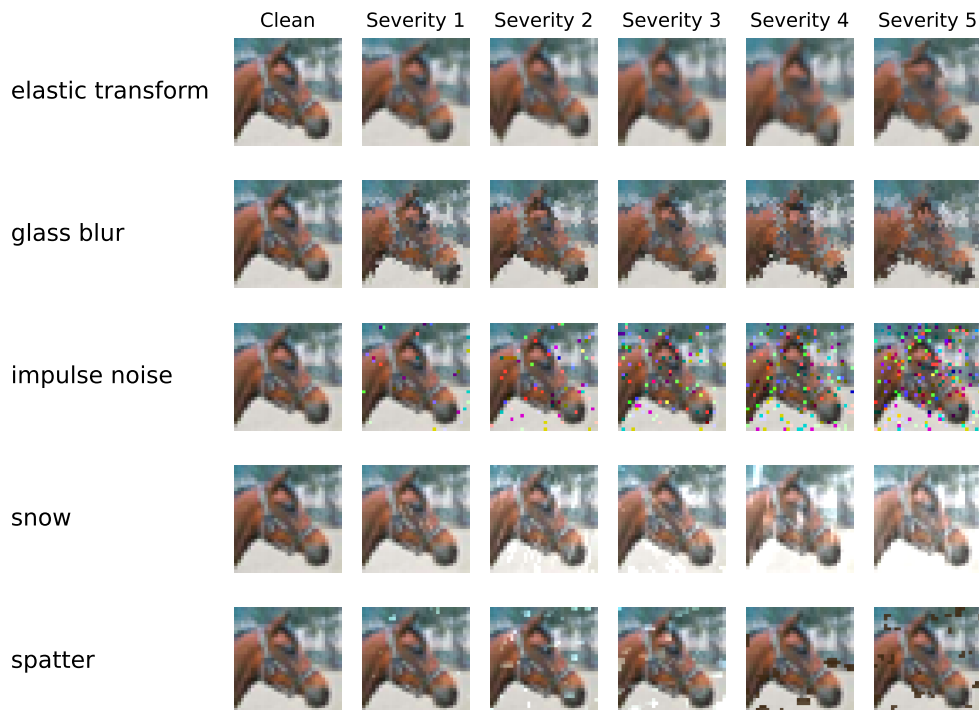 Clean Severity 1 Severity 2 Severity 3 Severity 4 Severity 5
elastic transform
glass blur
impulse noise
snow
spatter